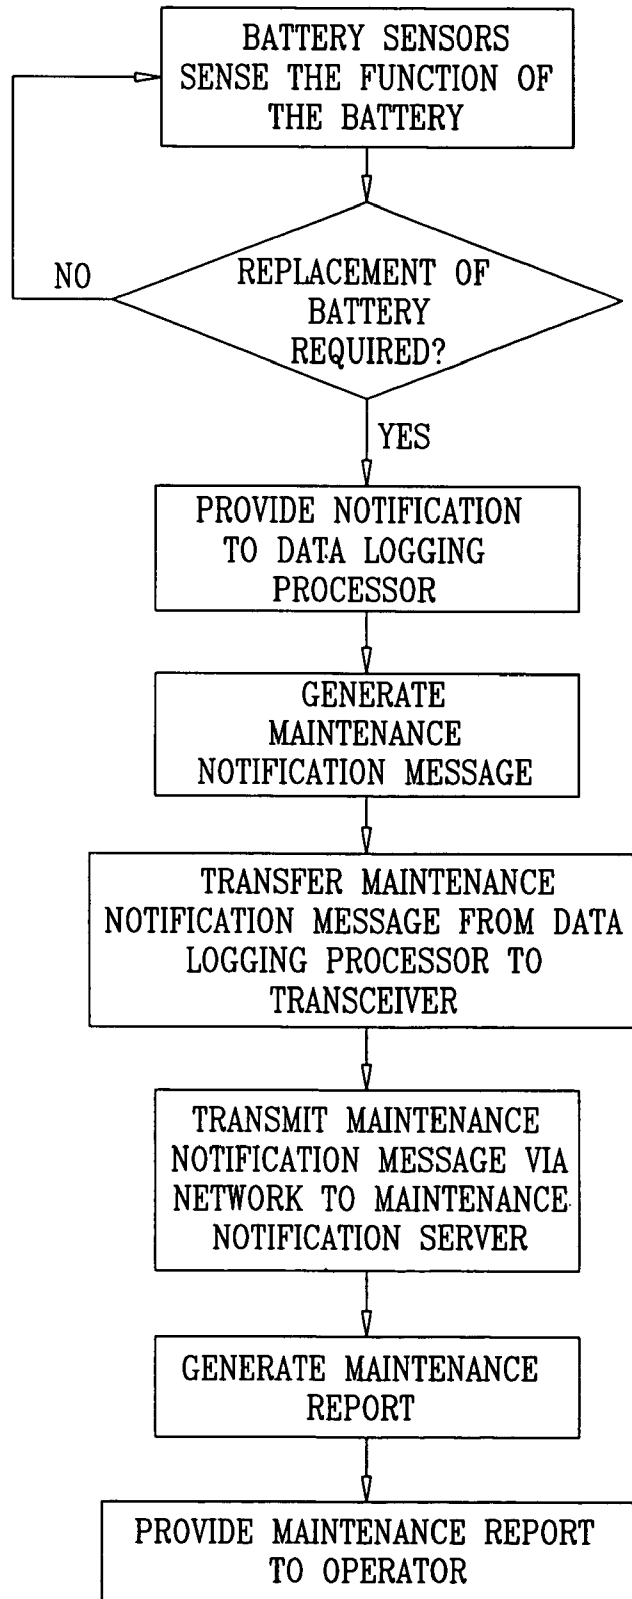 BATTERY SENSORS
SENSE THE FUNCTION OF
THE BATTERY
NO
REPLACEMENT OF
BATTERY
REQUIRED?
YES
PROVIDE NOTIFICATION
TO DATA LOGGING
PROCESSOR
GENERATE
MAINTENANCE
NOTIFICATION MESSAGE
TRANSFER MAINTENANCE
NOTIFICATION MESSAGE FROM DATA
LOGGING PROCESSOR TO
TRANSCEIVER
TRANSMIT MAINTENANCE
NOTIFICATION MESSAGE VIA
NETWORK TO MAINTENANCE
NOTIFICATION SERVER
GENERATE MAINTENANCE
REPORT
PROVIDE MAINTENANCE REPORT
TO OPERATOR